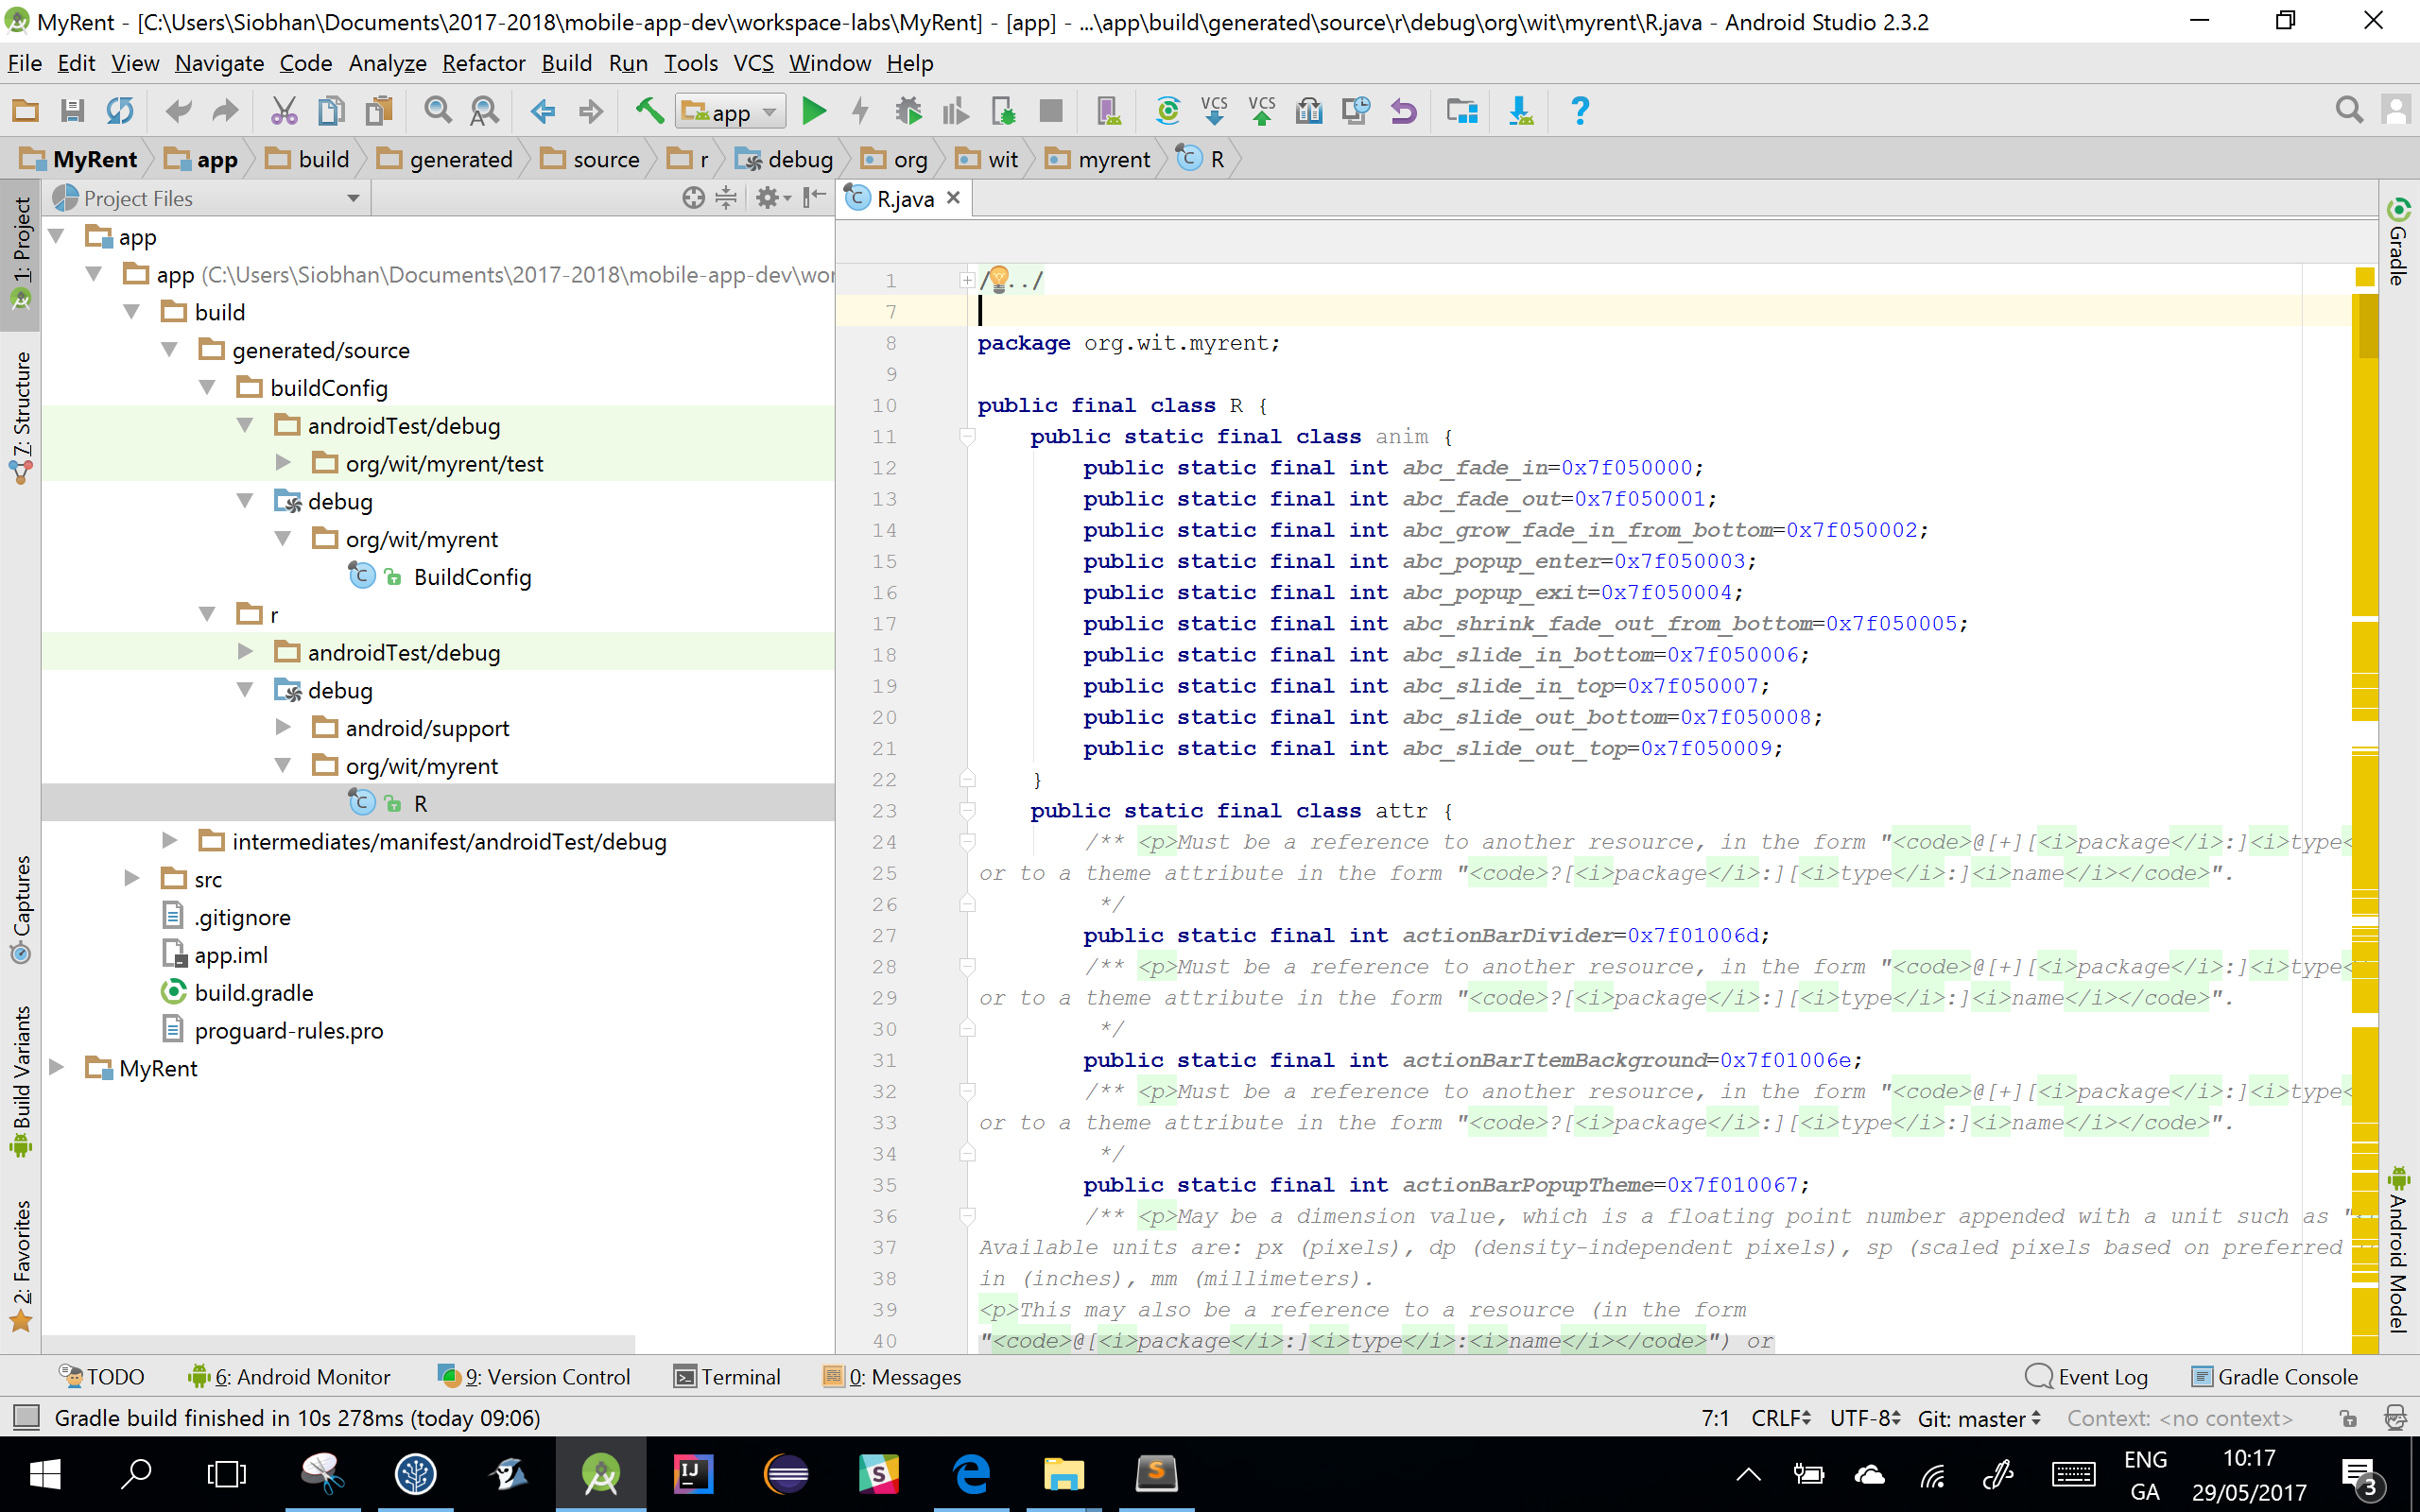 MyRent - [C:\Users\Siobhan\Documents\2017-2018\mobile-app-dev\workspace-labs\MyRent] - [app] - ...\app\build\generated\source\r\debug\org\wit\myrent\R.java - Android Studio 2.3.2
File Edit View Navigate Code Analyze Refactor Build Run Tools VCS Window Help
app VCS VCS
MyRent app build generated source r debug org wit myrent R
Project Files
R.java
1: Project
7: Structure
Captures
Build Variants
2: Favorites
app
app (C:\Users\Siobhan\Documents\2017-2018\mobile-app-dev\wor
build
generated/source
buildConfig
androidTest/debug
org/wit/myrent/test
debug
org/wit/myrent
BuildConfig
r
androidTest/debug
debug
android/support
org/wit/myrent
R
intermediates/manifest/androidTest/debug
src
.gitignore
app.iml
build.gradle
proguard-rules.pro
MyRent
1 /.../
7
8 package org.wit.myrent;
9
10 public final class R {
11 public static final class anim {
12 public static final int abc_fade_in=0x7f050000;
13 public static final int abc_fade_out=0x7f050001;
14 public static final int abc_grow_fade_in_from_bottom=0x7f050002;
15 public static final int abc_popup_enter=0x7f050003;
16 public static final int abc_popup_exit=0x7f050004;
17 public static final int abc_shrink_fade_out_from_bottom=0x7f050005;
18 public static final int abc_slide_in_bottom=0x7f050006;
19 public static final int abc_slide_in_top=0x7f050007;
20 public static final int abc_slide_out_bottom=0x7f050008;
21 public static final int abc_slide_out_top=0x7f050009;
22 }
23 public static final class attr {
24 /** <p>Must be a reference to another resource, in the form "<code>@[+][<i>package</i>:]<i>type<
25 or to a theme attribute in the form "<code>?[<i>package</i>:][<i>type</i>:]<i>name</i></code>".
26 */
27 public static final int actionBarDivider=0x7f01006d;
28 /** <p>Must be a reference to another resource, in the form "<code>@[+][<i>package</i>:]<i>type<
29 or to a theme attribute in the form "<code>?[<i>package</i>:][<i>type</i>:]<i>name</i></code>".
30 */
31 public static final int actionBarItemBackground=0x7f01006e;
32 /** <p>Must be a reference to another resource, in the form "<code>@[+][<i>package</i>:]<i>type<
33 or to a theme attribute in the form "<code>?[<i>package</i>:][<i>type</i>:]<i>name</i></code>".
34 */
35 public static final int actionBarPopupTheme=0x7f010067;
36 /** <p>May be a dimension value, which is a floating point number appended with a unit such as "
37 Available units are: px (pixels), dp (density-independent pixels), sp (scaled pixels based on preferred
38 in (inches), mm (millimeters).
39 <p>This may also be a reference to a resource (in the form
40 "<code>@[<i>package</i>:]<i>type</i>:<i>name</i></code>") or
Gradle
Android Model
TODO 6: Android Monitor 9: Version Control Terminal 0: Messages Event Log Gradle Console
Gradle build finished in 10s 278ms (today 09:06) 7:1 CRLF UTF-8 Git: master Context: <no context>
ENG
GA
10:17
29/05/2017
3